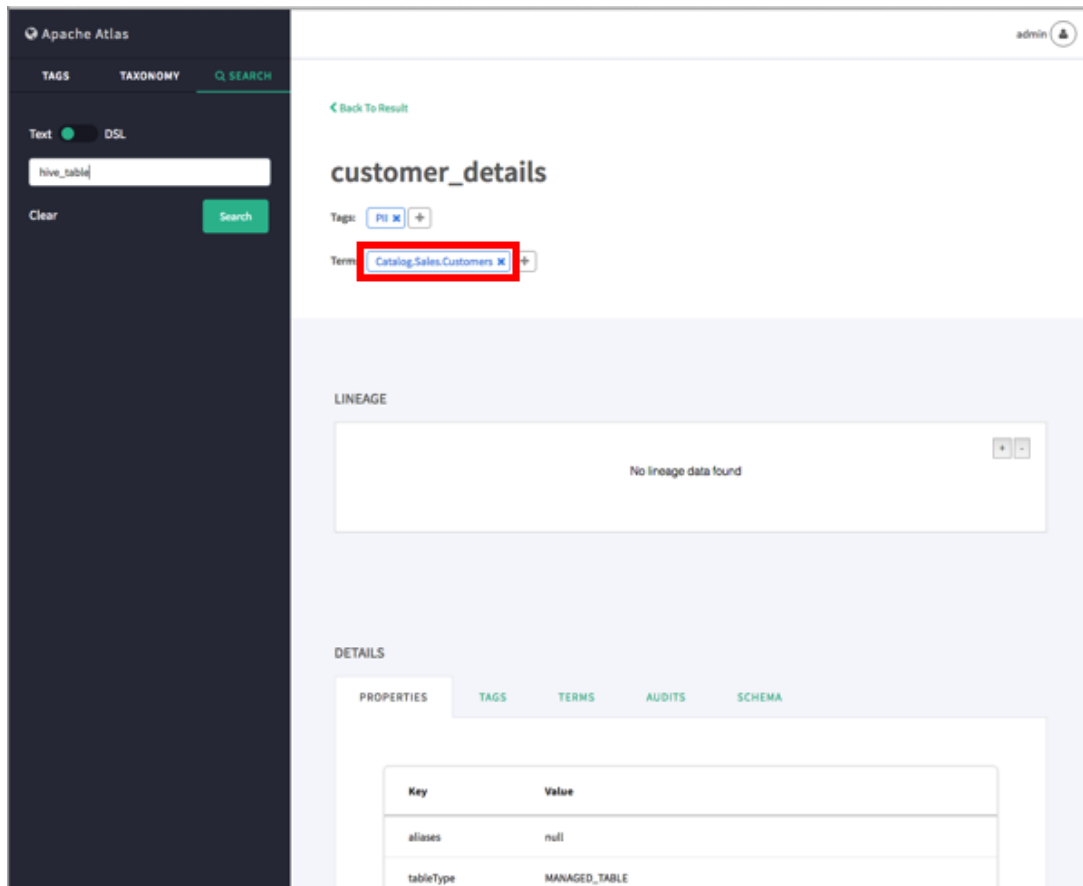 Apache Atlas
admin
TAGS TAXONOMY SEARCH
Back To Result
Text DSL
hive_table
customer_details
Clear Search
Tags: PII x +
Term Catalog.Sales.Customers x +
LINEAGE
+ -
No lineage data found
DETAILS
PROPERTIES TAGS TERMS AUDITS SCHEMA
Key Value
aliases null
tableType MANAGED_TABLE